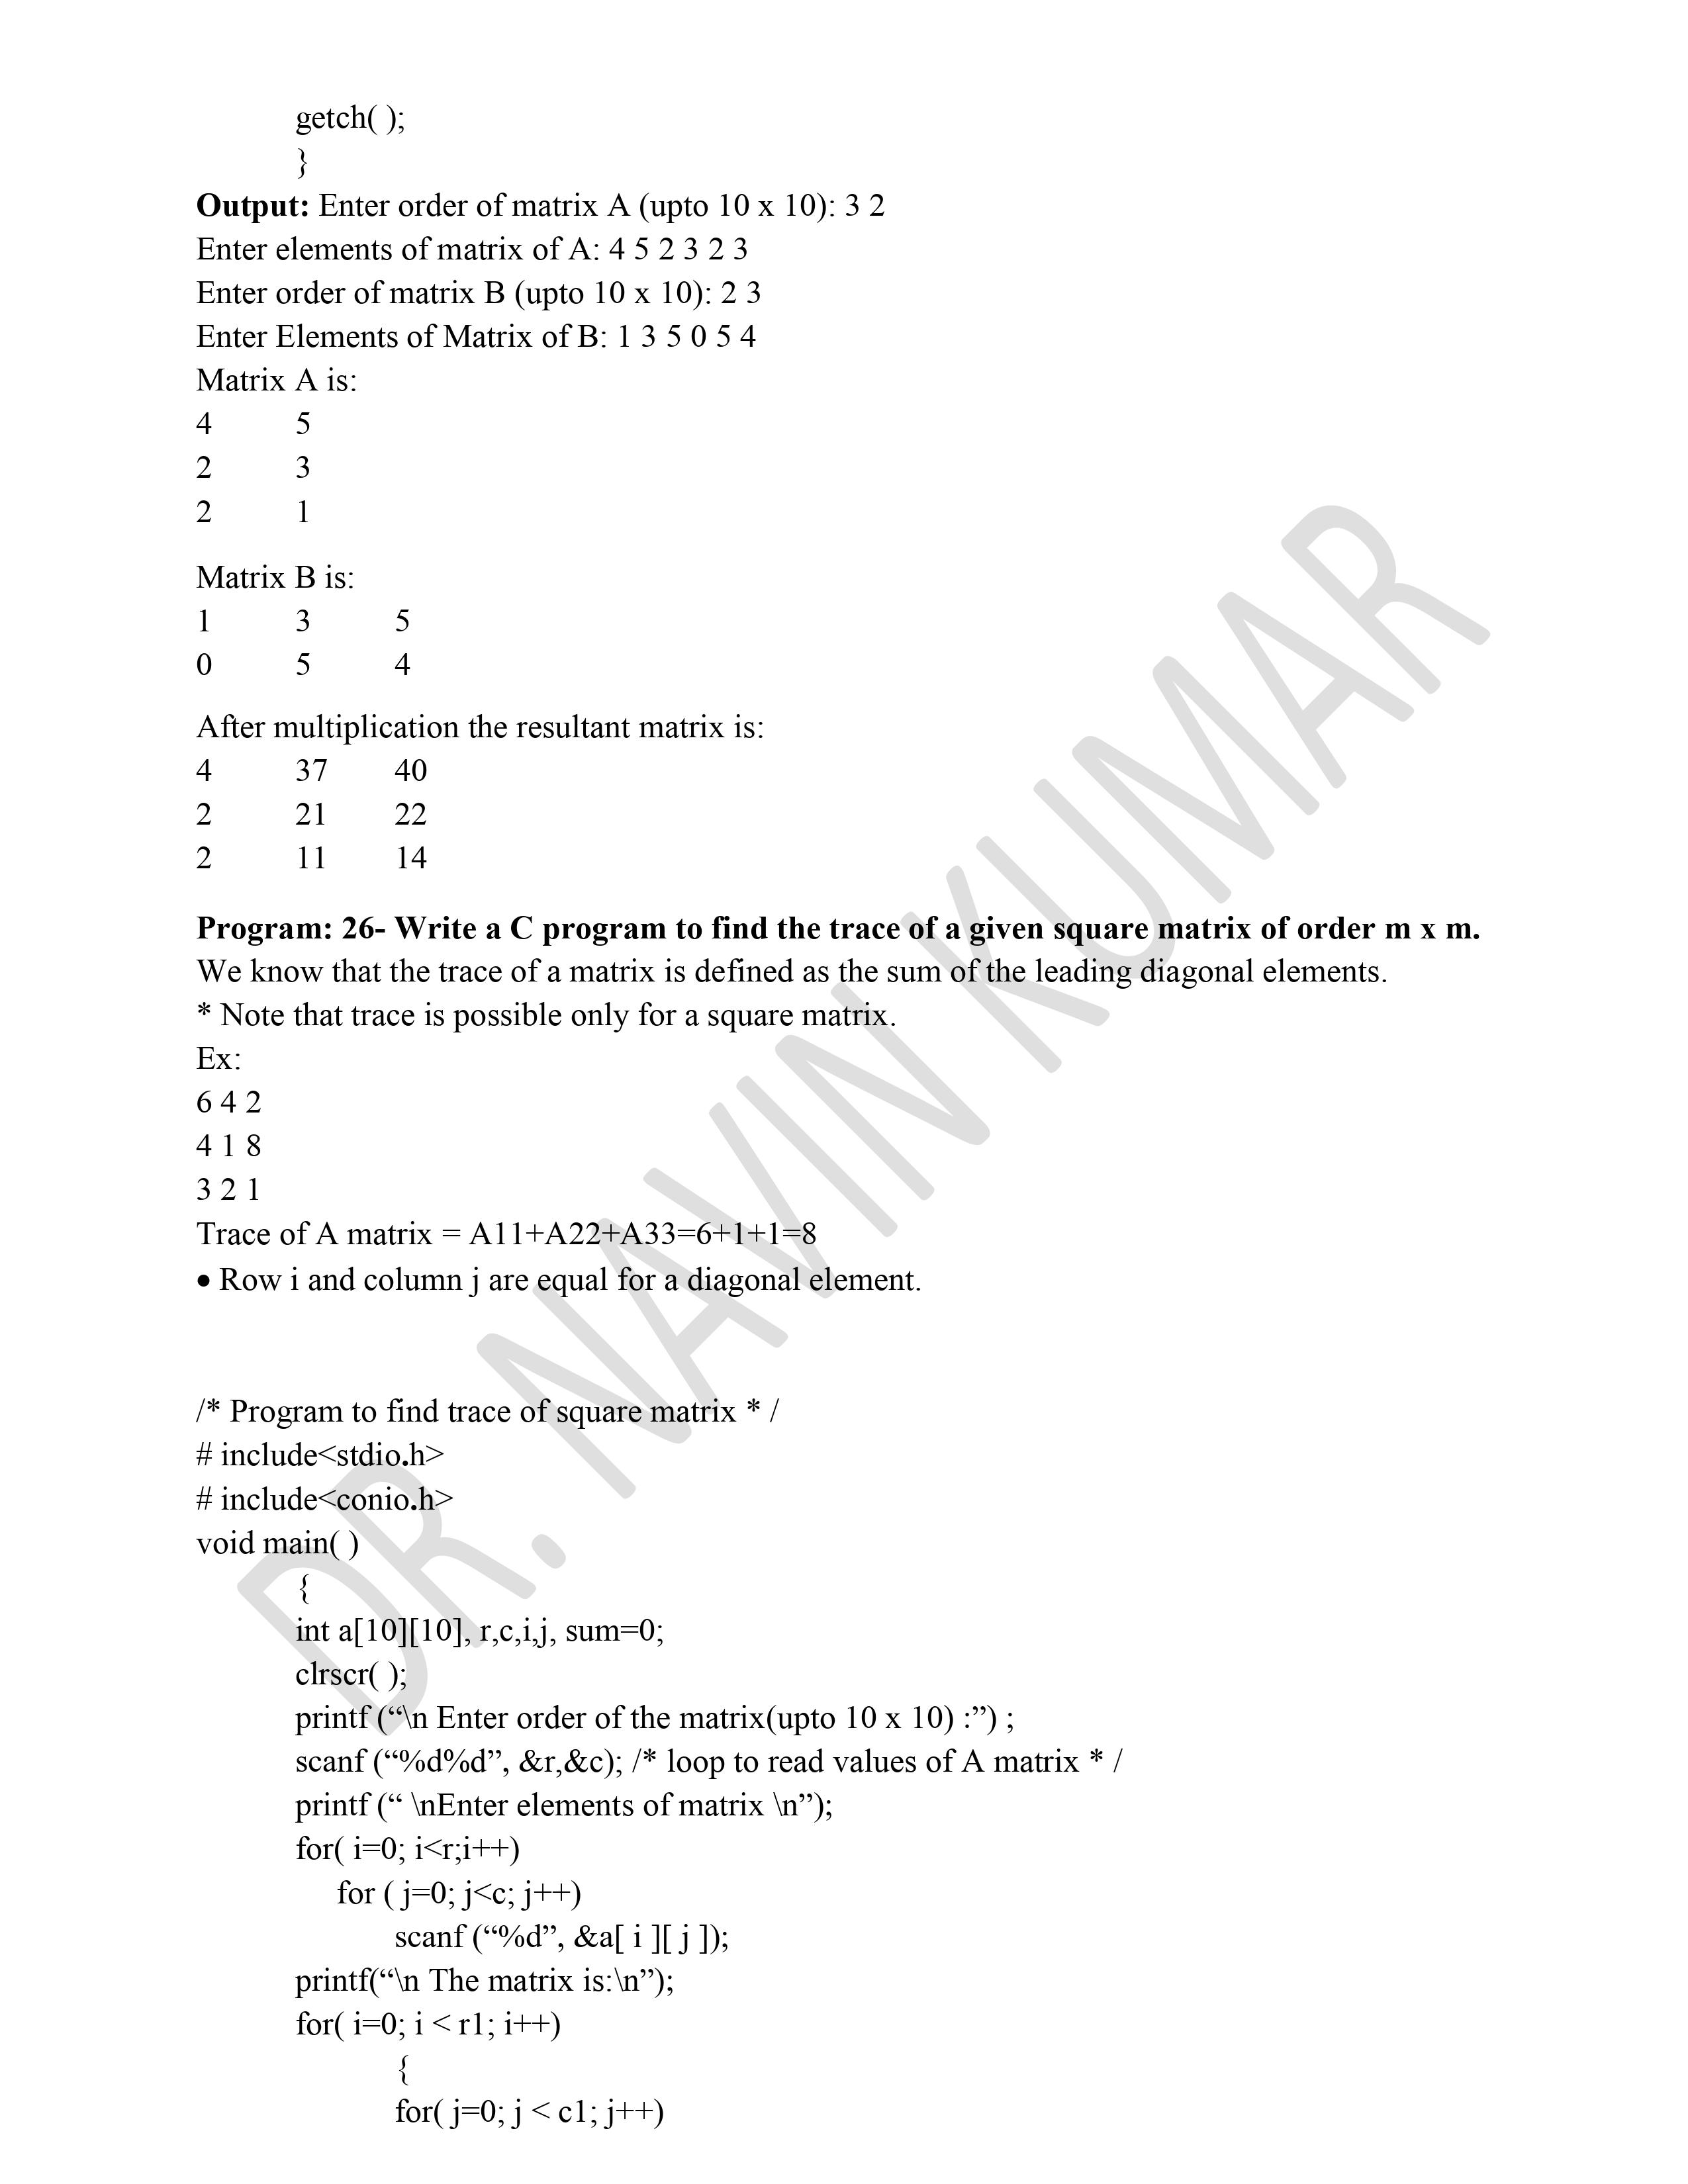 getch( );
}
Output: Enter order of matrix A (upto 10 x 10): 3 2
Enter elements of matrix of A: 4 5 2 3 2 3
Enter order of matrix B (upto 10 x 10): 2 3
Enter Elements of Matrix of B: 1 3 5 0 5 4
Matrix A is:
4 5
2 3
2 1
Matrix B is:
1 3 5
0 5 4
After multiplication the resultant matrix is:
4 37 40
2 21 22
2 11 14
Program: 26- Write a C program to find the trace of a given square matrix of order m x m.
We know that the trace of a matrix is defined as the sum of the leading diagonal elements.
* Note that trace is possible only for a square matrix.
Ex:
6 4 2
4 1 8
3 2 1
Trace of A matrix = A11+A22+A33=6+1+1=8
• Row i and column j are equal for a diagonal element.
/* Program to find trace of square matrix * /
# include<stdio.h>
# include<conio.h>
void main( )
{
int a[10][10], r,c,i,j, sum=0;
clrscr( );
printf (“\n Enter order of the matrix(upto 10 x 10) :”) ;
scanf (“%d%d”, &r,&c); /* loop to read values of A matrix * /
printf (“ \nEnter elements of matrix \n”);
for( i=0; i<r;i++)
for ( j=0; j<c; j++)
scanf (“%d”, &a[ i ][ j ]);
printf(“\n The matrix is:\n”);
for( i=0; i < r1; i++)
{
for( j=0; j < c1; j++)
DR. NAVIN KUMAR